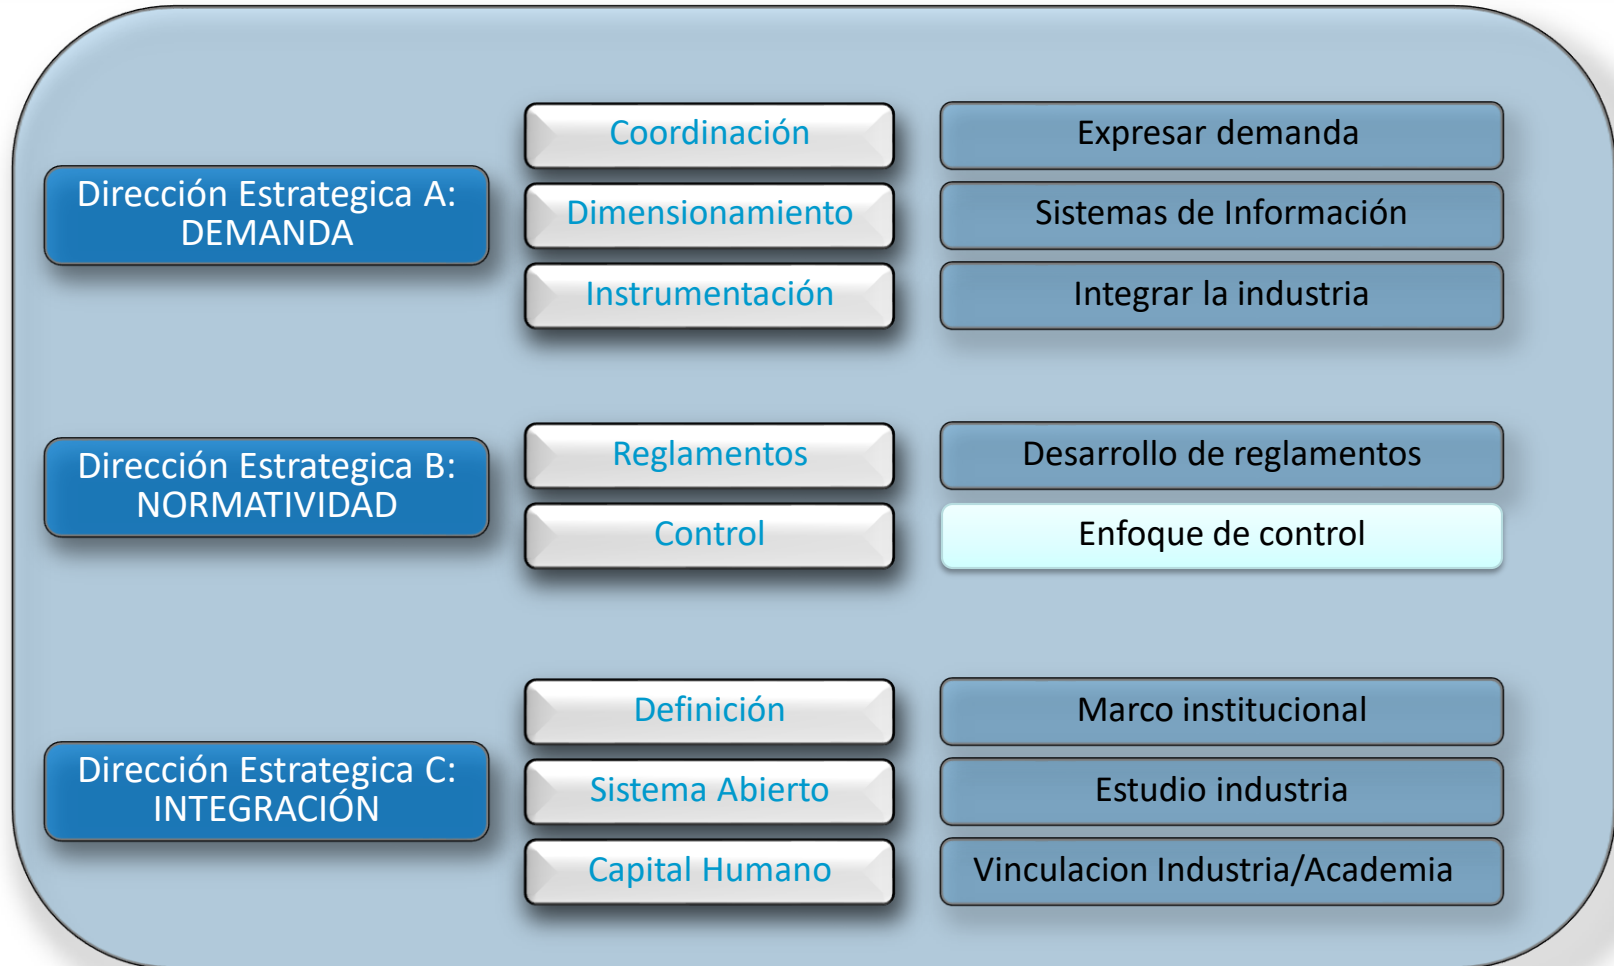 Dirección Estrategica A:
DEMANDA
Coordinación
Expresar demanda
Dimensionamiento
Sistemas de Información
Instrumentación
Integrar la industria
Dirección Estrategica B:
NORMATIVIDAD
Reglamentos
Desarrollo de reglamentos
Control
Enfoque de control
Dirección Estrategica C:
INTEGRACIÓN
Definición
Marco institucional
Sistema Abierto
Estudio industria
Capital Humano
Vinculacion Industria/Academia